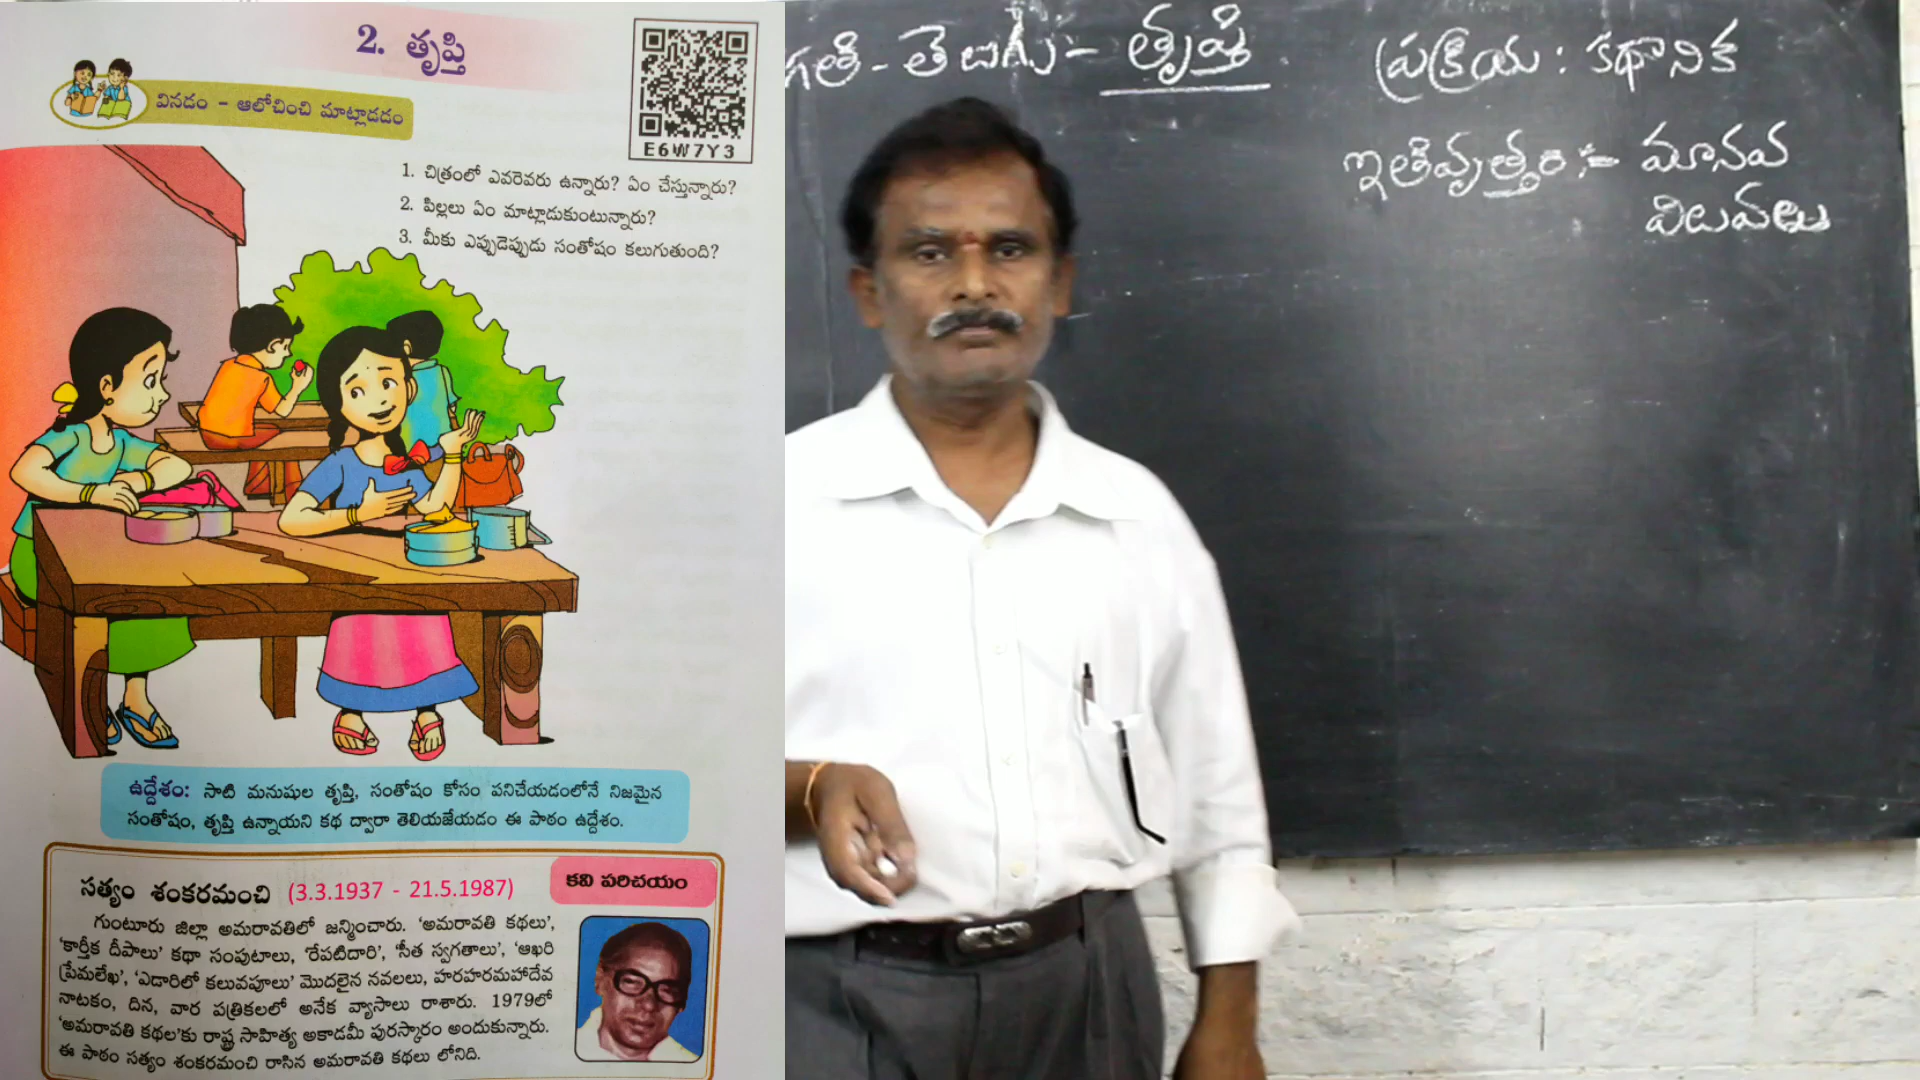 2. తృప్తి
E6W7Y3
వినడం – ఆలోచించి మాట్లాడడం
1. చిత్రంలో ఎవరెవరు ఉన్నారు? ఏం చేస్తున్నారు?
2. పిల్లలు ఏం మాట్లాడుకుంటున్నారు?
3. మీకు ఎప్పుడెప్పుడు సంతోషం కలుగుతుంది?
ఉద్దేశం: సాటి మనుషుల తృప్తి, సంతోషం కోసం పనిచేయడంలోనే నిజమైన
సంతోషం, తృప్తి ఉన్నాయని కథ ద్వారా తెలియజేయడం ఈ పాఠం ఉద్దేశం.
కవి పరిచయం
సత్యం శంకరమంచి (3.3.1937 - 21.5.1987)
గుంటూరు జిల్లా అమరావతిలో జన్మించారు. 'అమరావతి కథలు',
'కార్తీక దీపాలు' కథా సంపుటాలు, 'రేపటిదారి', 'సీత స్వగతాలు', 'ఆఖరి
ప్రేమలేఖ', 'ఎడారిలో కలువపూలు' మొదలైన నవలలు, హరహరమహాదేవ
నాటకం, దిన, వార పత్రికలలో అనేక వ్యాసాలు రాశారు. 1979లో
'అమరావతి కథల'కు రాష్ట్ర సాహిత్య అకాడమీ పురస్కారం అందుకున్నారు.
ఈ పాఠం సత్యం శంకరమంచి రాసిన అమరావతి కథలు లోనిది.
గతి - తెలుగు - తృప్తి
ప్రక్రియ : కథానిక
ఇతివృత్తం :- మానవ
విలువలు